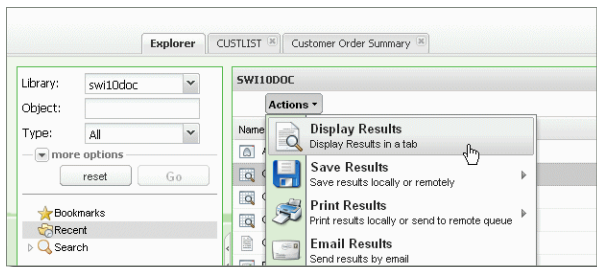 Explorer CUSTLIST Customer Order Summary
Library: swi10doc
Object:
Type: All
more options
reset Go
Bookmarks
Recent
Search
SWI10DOC
Actions
Name
Display Results
Display Results in a tab
Save Results
Save results locally or remotely
Print Results
Print results locally or send to remote queue
Email Results
Send results by email